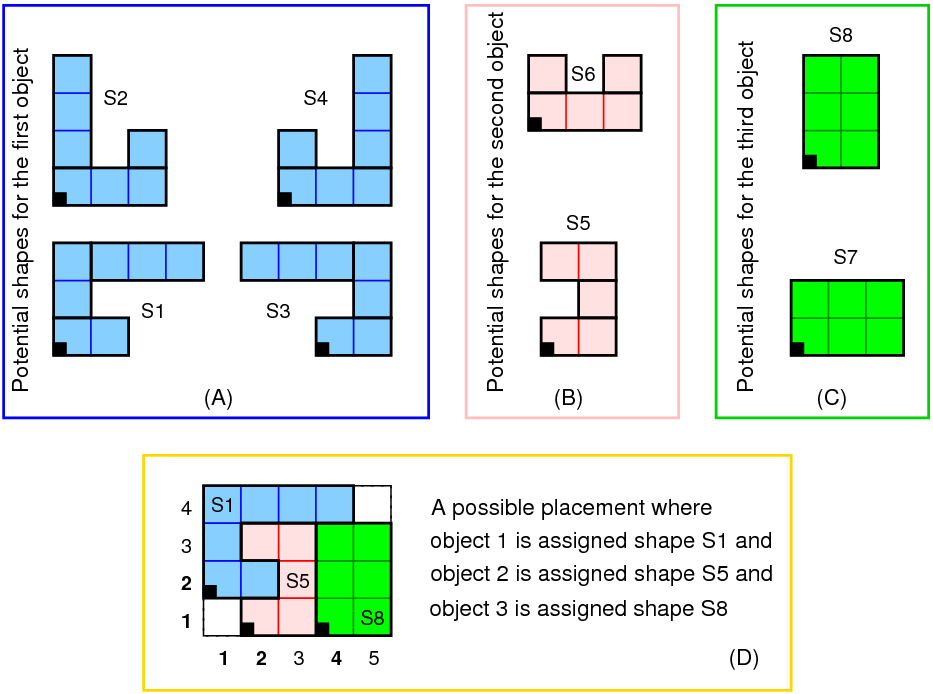 Potential shapes for the first object
S2
S4
S1
S3
(A)
Potential shapes for the second object
S6
S5
(B)
Potential shapes for the third object
S8
S7
(C)
4
3
2
1
S1
S5
S8
1 2 3 4 5
A possible placement where
object 1 is assigned shape S1 and
object 2 is assigned shape S5 and
object 3 is assigned shape S8
(D)